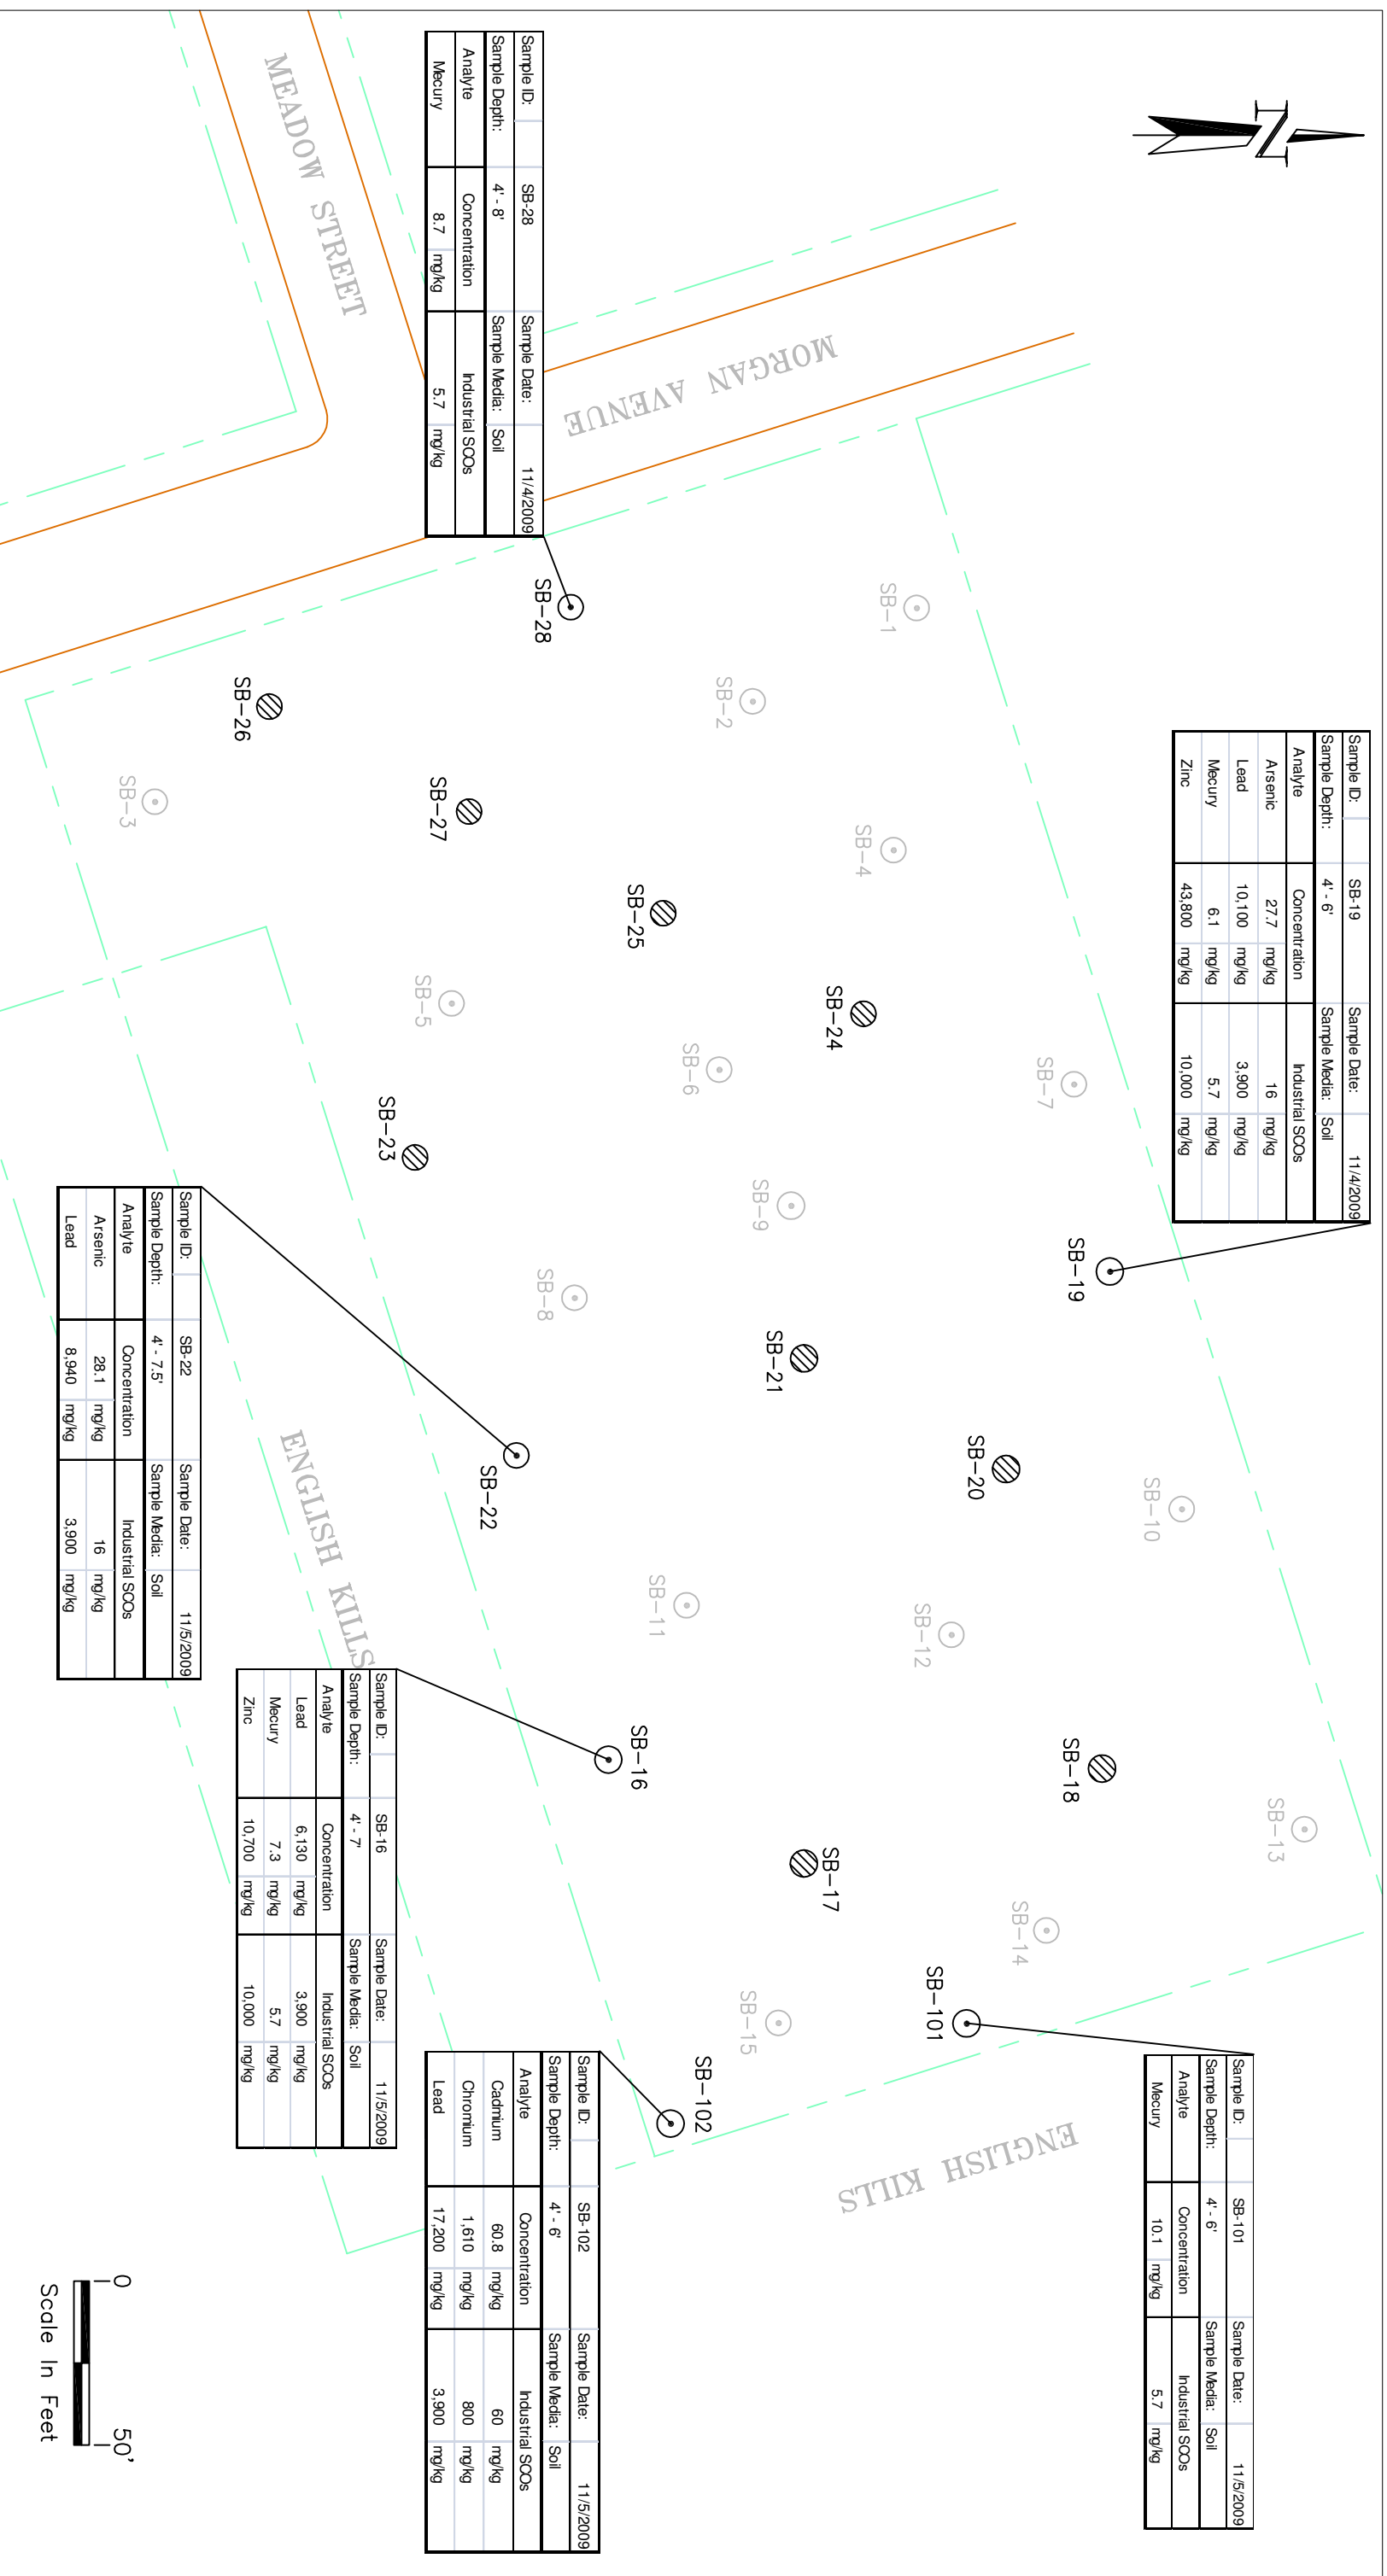 N
MEADOW STREET
MORGAN AVENUE
ENGLISH KILLS
ENGLISH KILLS
Sample ID: SB-28 Sample Date: 11/4/2009
Sample Depth: 4' - 8' Sample Media: Soil
Analyte Concentration Industrial SCOs
Mecury 8.7 mg/kg 5.7 mg/kg
Sample ID: SB-19 Sample Date: 11/4/2009
Sample Depth: 4' - 6' Sample Media: Soil
Analyte Concentration Industrial SCOs
Arsenic 27.7 mg/kg 16 mg/kg
Lead 10,100 mg/kg 3,900 mg/kg
Mecury 6.1 mg/kg 5.7 mg/kg
Zinc 43,800 mg/kg 10,000 mg/kg
Sample ID: SB-22 Sample Date: 11/5/2009
Sample Depth: 4' - 7.5' Sample Media: Soil
Analyte Concentration Industrial SCOs
Arsenic 28.1 mg/kg 16 mg/kg
Lead 8,940 mg/kg 3,900 mg/kg
Sample ID: SB-16 Sample Date: 11/5/2009
Sample Depth: 4' - 7' Sample Media: Soil
Analyte Concentration Industrial SCOs
Lead 6,130 mg/kg 3,900 mg/kg
Mecury 7.3 mg/kg 5.7 mg/kg
Zinc 10,700 mg/kg 10,000 mg/kg
Sample ID: SB-102 Sample Date: 11/5/2009
Sample Depth: 4' - 6' Sample Media: Soil
Analyte Concentration Industrial SCOs
Cadmium 60.8 mg/kg 60 mg/kg
Chromium 1,610 mg/kg 800 mg/kg
Lead 17,200 mg/kg 3,900 mg/kg
Sample ID: SB-101 Sample Date: 11/5/2009
Sample Depth: 4' - 6' Sample Media: Soil
Analyte Concentration Industrial SCOs
Mecury 10.1 mg/kg 5.7 mg/kg
SB-28
SB-1
SB-2
SB-26
SB-3
SB-27
SB-4
SB-25
SB-5
SB-24
SB-6
SB-7
SB-23
SB-9
SB-8
SB-19
SB-21
SB-22
SB-20
SB-10
SB-11
SB-12
SB-16
SB-18
SB-13
SB-17
SB-14
SB-101
SB-15
SB-102
0 50'
Scale In Feet